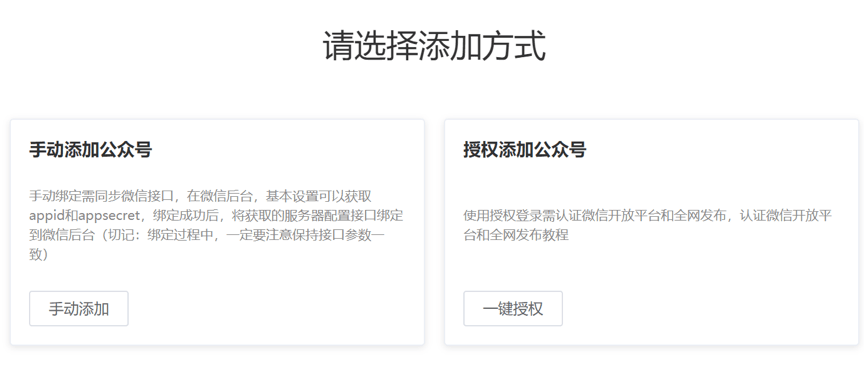 请选择添加方式
手动添加公众号
手动绑定需同步微信接口，在微信后台，基本设置可以获取
appid和appsecret，绑定成功后，将获取的服务器配置接口绑定
到微信后台（切记：绑定过程中，一定要注意保持接口参数一
致）
手动添加
授权添加公众号
使用授权登录需认证微信开放平台和全网发布，认证微信开放平
台和全网发布教程
一键授权